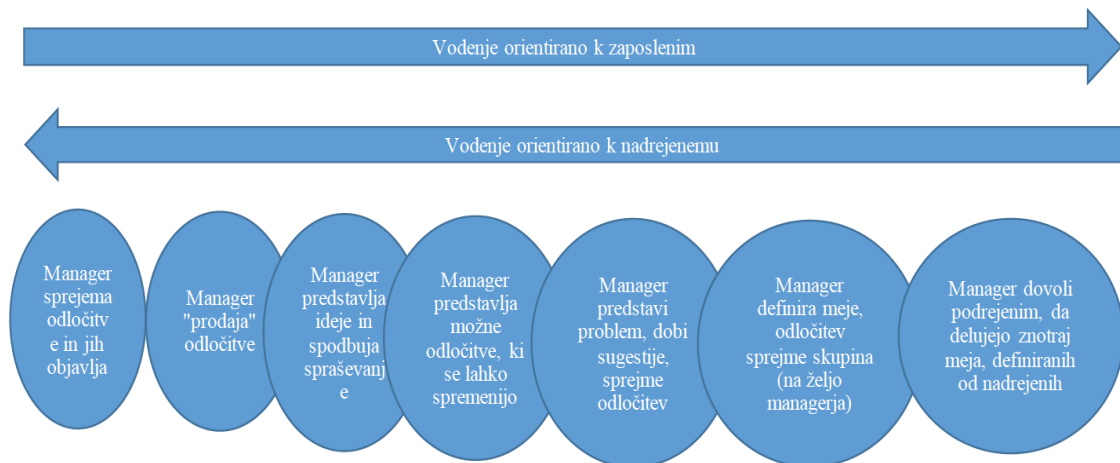 Vodenje orientirano k zaposlenim
Vodenje orientirano k nadrejenemu
Manager
sprejema
odločitv
e in jih
objavlja
Manager
"prodaja"
odločitve
Manager
predstavlja
ideje in
spodbuja
spraševanj
e
Manager
predstavlja
možne
odločitve, ki
se lahko
spremenijo
Manager
predstavi
problem, dobi
sugestije,
sprejme
odločitev
Manager
definira meje,
odločitev
sprejme skupina
(na željo
managerja)
Manager dovoli
podrejenim, da
delujejo znotraj
meja, definiranih
od nadrejenih